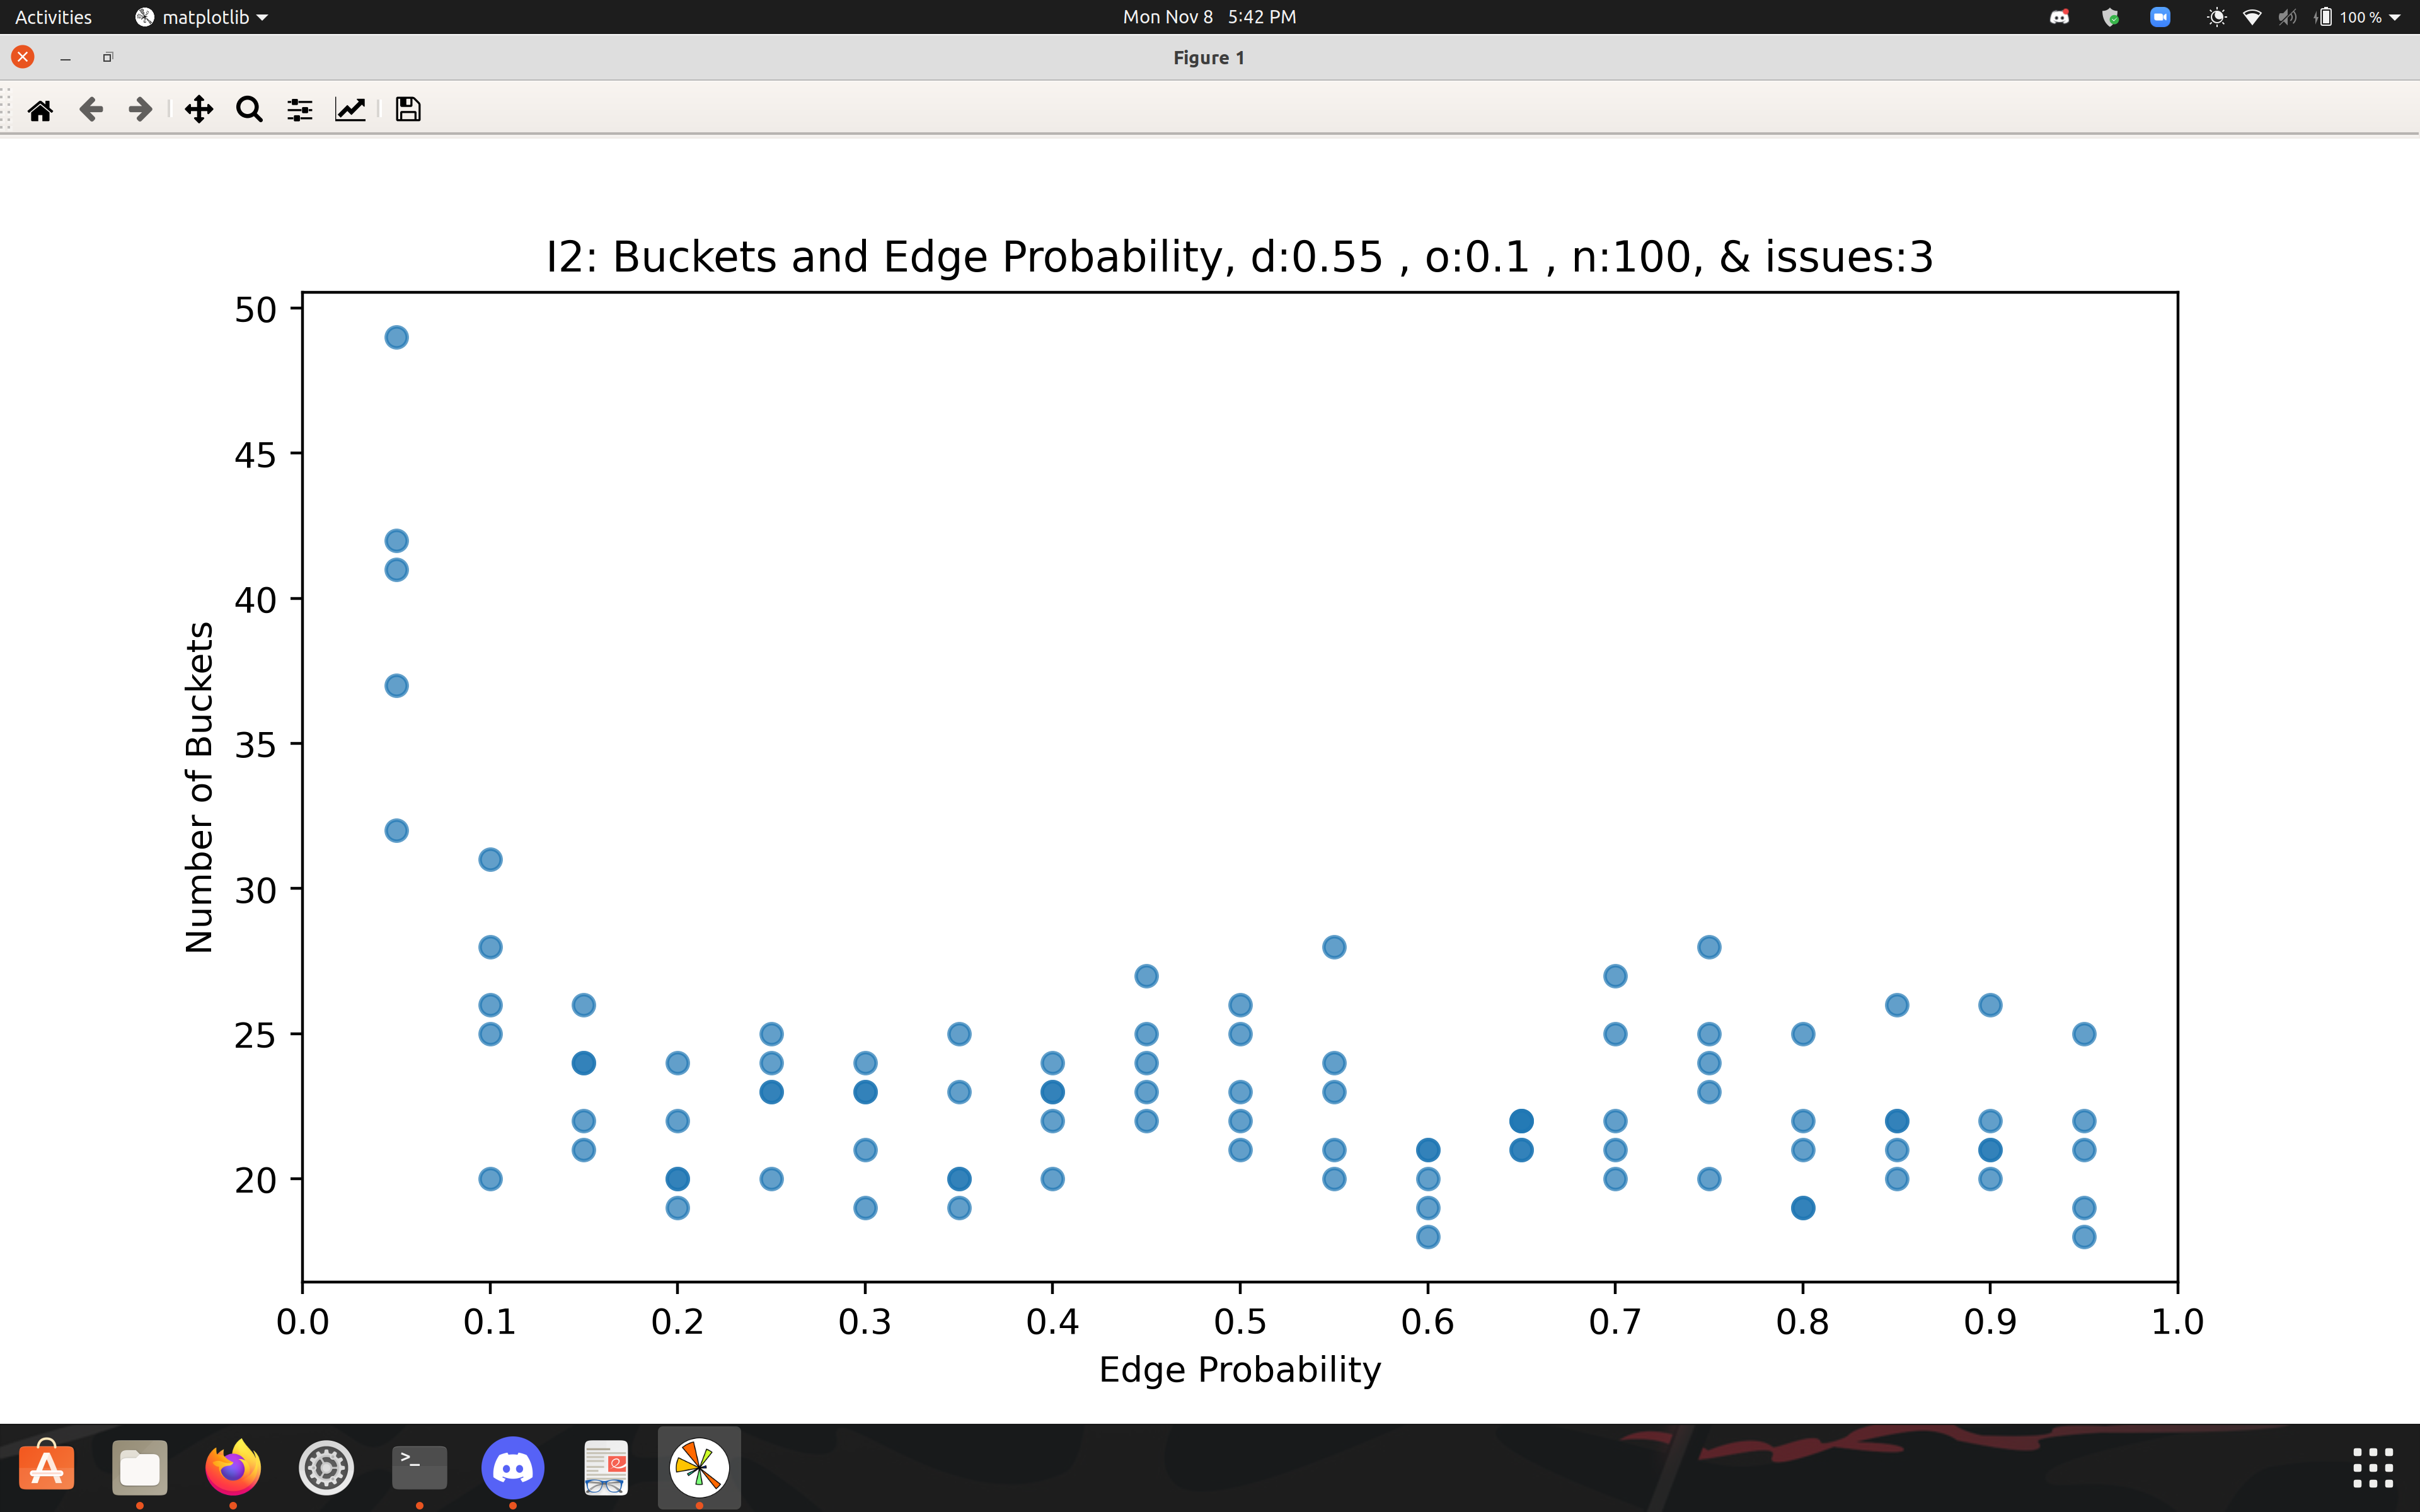 Activities matplotlib Mon Nov 8 5:42 PM 100 %
Figure 1
I2: Buckets and Edge Probability, d:0.55 , o:0.1 , n:100, & issues:3
50
45
40
35
30
25
20
Number of Buckets
0.0 0.1 0.2 0.3 0.4 0.5 0.6 0.7 0.8 0.9 1.0
Edge Probability